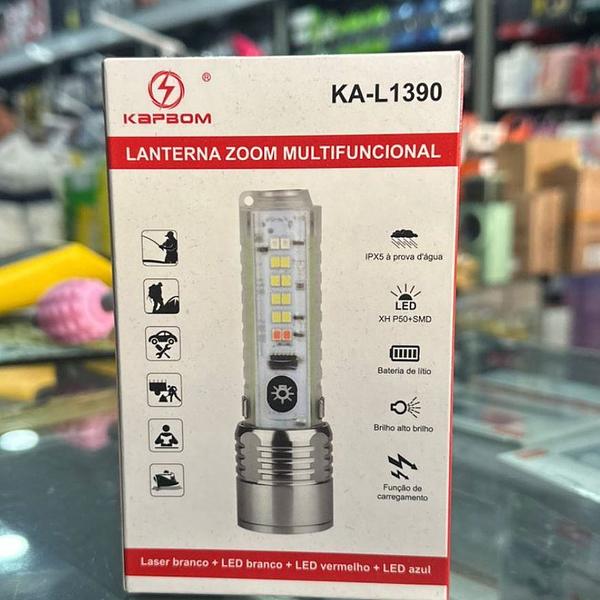 KAPBOM
®
KA-L1390
LANTERNA ZOOM MULTIFUNCIONAL
IPX5 à prova d'água
LED
XH P50+SMD
Bateria de lítio
Brilho alto brilho
Função de
carregamento
Laser branco + LED branco + LED vermelho + LED azul